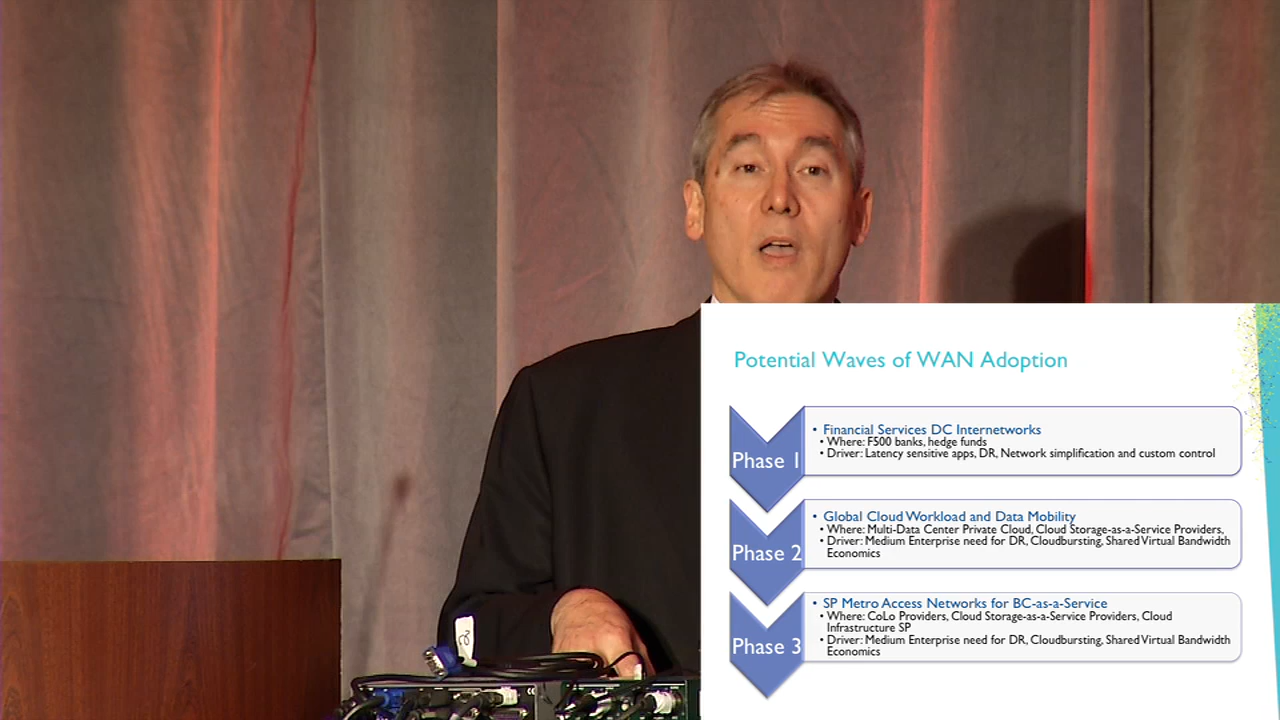 Potential Waves of WAN Adoption
Phase 1
• Financial Services DC Internetworks
• Where: F500 banks, hedge funds
• Driver: Latency sensitive apps, DR, Network simplification and custom control
Phase 2
• Global Cloud Workload and Data Mobility
• Where: Multi-Data Center Private Cloud, Cloud Storage-as-a-Service Providers,
• Driver: Medium Enterprise need for DR, Cloudbursting, Shared Virtual Bandwidth
Economics
Phase 3
• SP Metro Access Networks for BC-as-a-Service
• Where: CoLo Providers, Cloud Storage-as-a-Service Providers, Cloud
Infrastructure SP
• Driver: Medium Enterprise need for DR, Cloudbursting, Shared Virtual Bandwidth
Economics